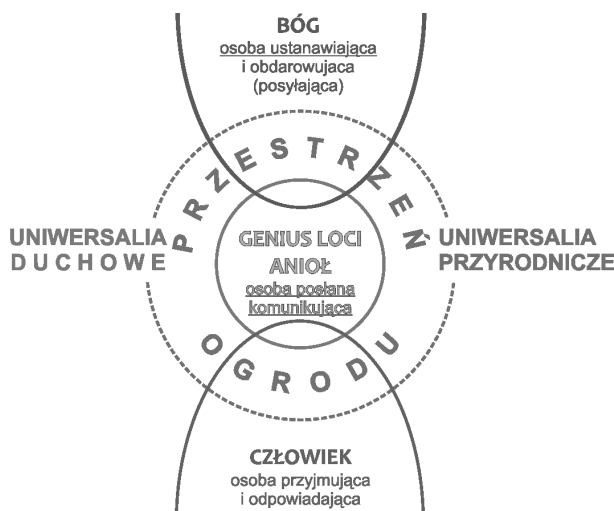 BÓG
osoba ustanawiająca
i obdarowujaca
(posyłająca)
PRZESTRZEŃ
UNIWERSALIA
DUCHOWE
GENIUS LOCI
ANIOŁ
osoba posłana
komunikująca
UNIWERSALIA
PRZYRODNICZE
OGRODU
CZŁOWIEK
osoba przyjmująca
i odpowiadająca